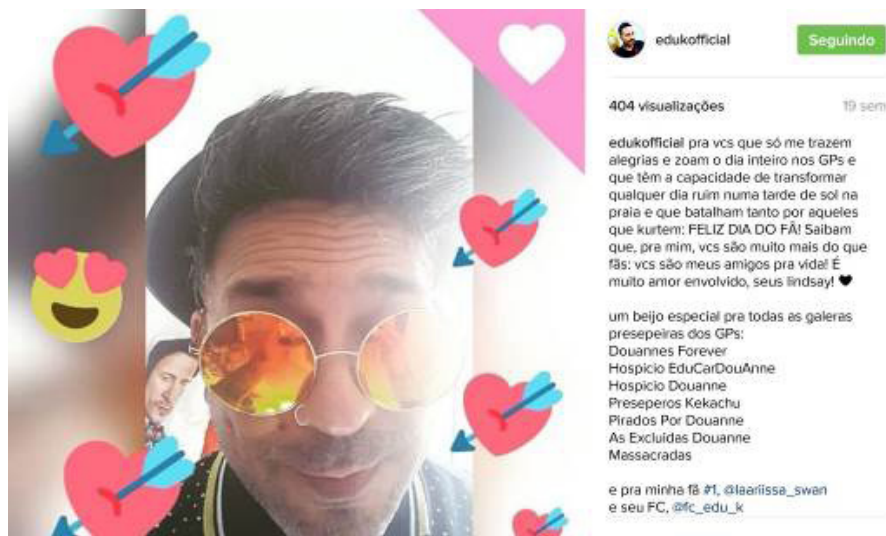 edukofficial
Seguindo
404 visualizações
19 sem
edukofficial pra vcs que só me trazem
alegrias e zoam o dia inteiro nos GPs e
que têm a capacidade de transformar
qualquer dia ruim numa tarde de sol na
praia e que batalham tanto por aqueles
que kurtem: FELIZ DIA DO FÃ! Saibam
que, pra mim, vcs são muito mais do que
fãs: vcs são meus amigos pra vida! É
muito amor envolvido, seus lindsay! 🖤
um beijo especial pra todas as galeras
presepeiras dos GPs:
Douannes Forever
Hospicio EduCarDouAnne
Hospicio Douanne
Preseperos Kekachu
Pirados Por Douanne
As Excluidas Douanne
Massacradas
e pra minha fã #1, @laariissa_swan
e seu FC, @fc_edu_k